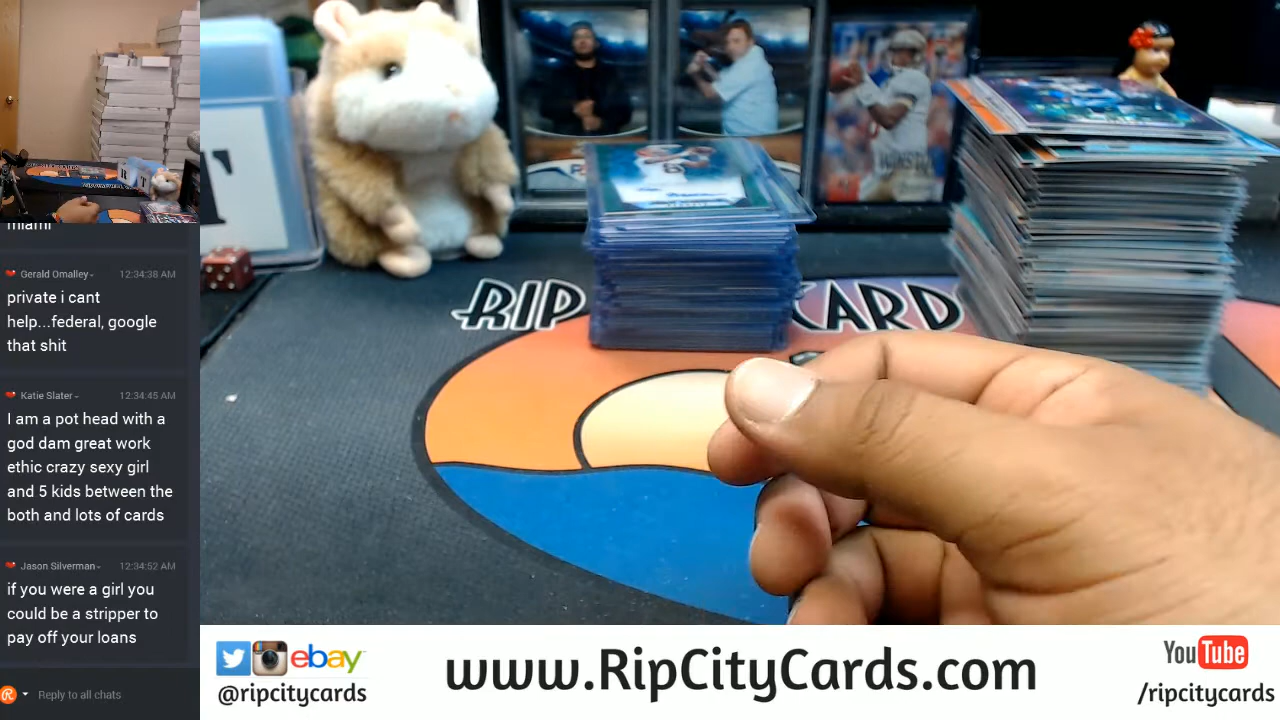 miami
Gerald Omalley-
12:34:38 AM
private i cant
help...federal, google
that shit
Katie Slater-
12:34:45 AM
I am a pot head with a
god dam great work
ethic crazy sexy girl
and 5 kids between the
both and lots of cards
Jason Silverman-
12:34:52 AM
if you were a girl you
could be a stripper to
pay off your loans
Reply to all chats
RIP
CARD
ebay
@ripcitycards
www.RipCityCards.com
YouTube
/ripcitycards